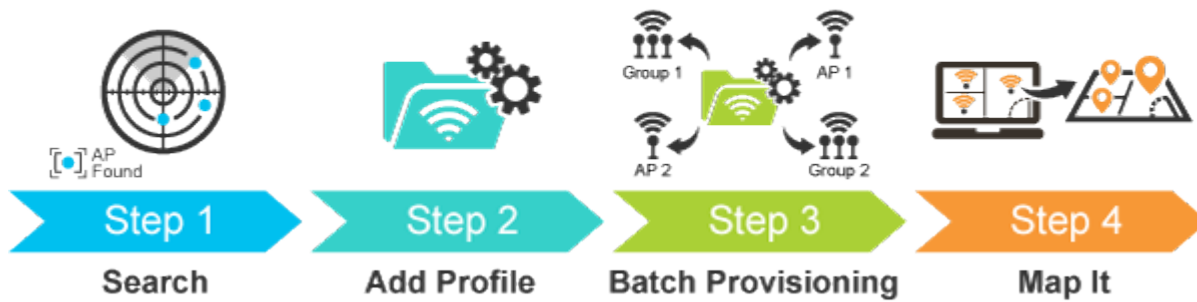 Group 1
AP 1
AP
Found
AP 2
Group 2
Step 1
Step 2
Step 3
Step 4
Search
Add Profile
Batch Provisioning
Map It